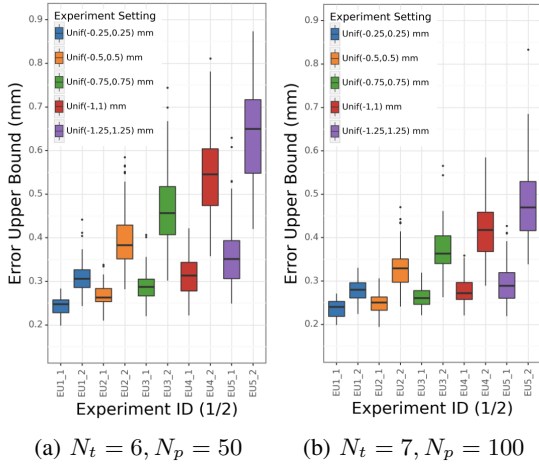 Experiment Setting
Unif(-0.25,0.25) mm
Unif(-0.5,0.5) mm
Unif(-0.75,0.75) mm
Unif(-1,1) mm
Unif(-1.25,1.25) mm
Error Upper Bound (mm)
0.9
0.8
0.7
0.6
0.5
0.4
0.3
0.2
EU1_1
EU1_2
EU2_1
EU2_2
EU3_1
EU3_2
EU4_1
EU4_2
EU5_1
EU5_2
Experiment ID (1/2)
(a) N_t = 6, N_p = 50
Experiment Setting
Unif(-0.25,0.25) mm
Unif(-0.5,0.5) mm
Unif(-0.75,0.75) mm
Unif(-1,1) mm
Unif(-1.25,1.25) mm
Error Upper Bound (mm)
0.9
0.8
0.7
0.6
0.5
0.4
0.3
0.2
EU1_1
EU1_2
EU2_1
EU2_2
EU3_1
EU3_2
EU4_1
EU4_2
EU5_1
EU5_2
Experiment ID (1/2)
(b) N_t = 7, N_p = 100